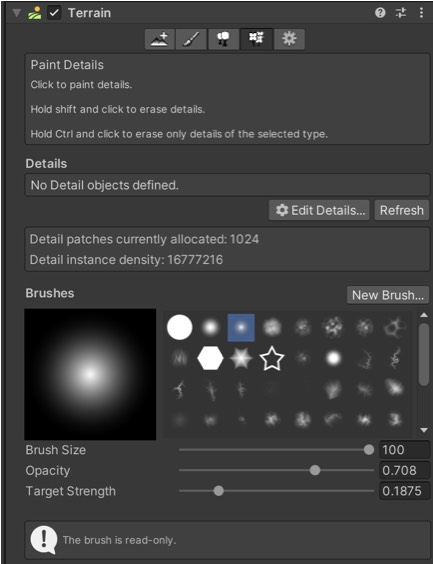 Terrain
Paint Details
Click to paint details.
Hold shift and click to erase details.
Hold Ctrl and click to erase only details of the selected type.
Details
No Detail objects defined.
Edit Details... Refresh
Detail patches currently allocated: 1024
Detail instance density: 16777216
Brushes New Brush...
Brush Size 100
Opacity 0.708
Target Strength 0.1875
The brush is read-only.